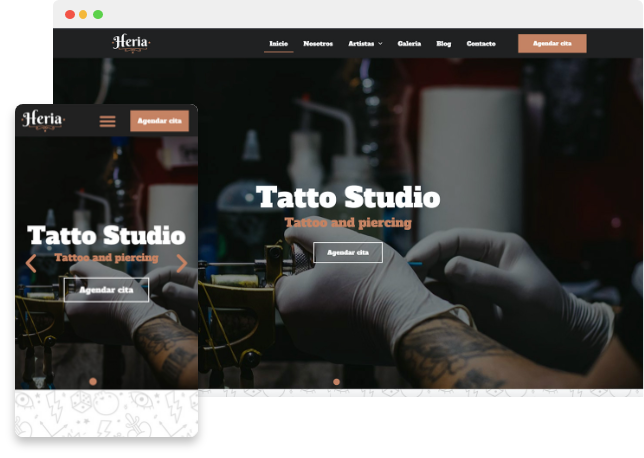 Heria
Inicio Nosotros Artistas Galería Blog Contacto Agendar cita
Tatto Studio
Tattoo and piercing
Agendar cita
Heria
Agendar cita
Tatto Studio
Tattoo and piercing
Agendar cita